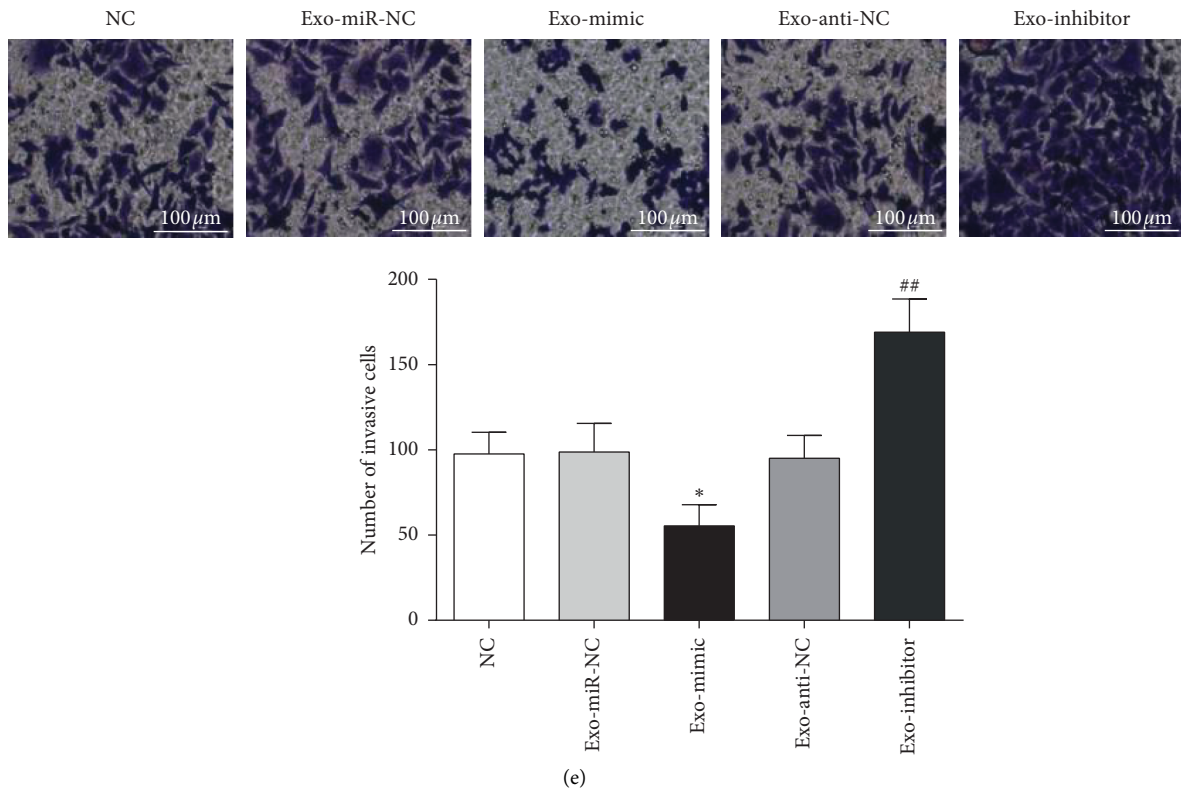 NC
Exo-miR-NC
Exo-mimic
Exo-anti-NC
Exo-inhibitor
100 μm
100 μm
100 μm
100 μm
100 μm
Number of invasive cells
200
150
100
50
0
*
##
NC
Exo-miR-NC
Exo-mimic
Exo-anti-NC
Exo-inhibitor
(e)